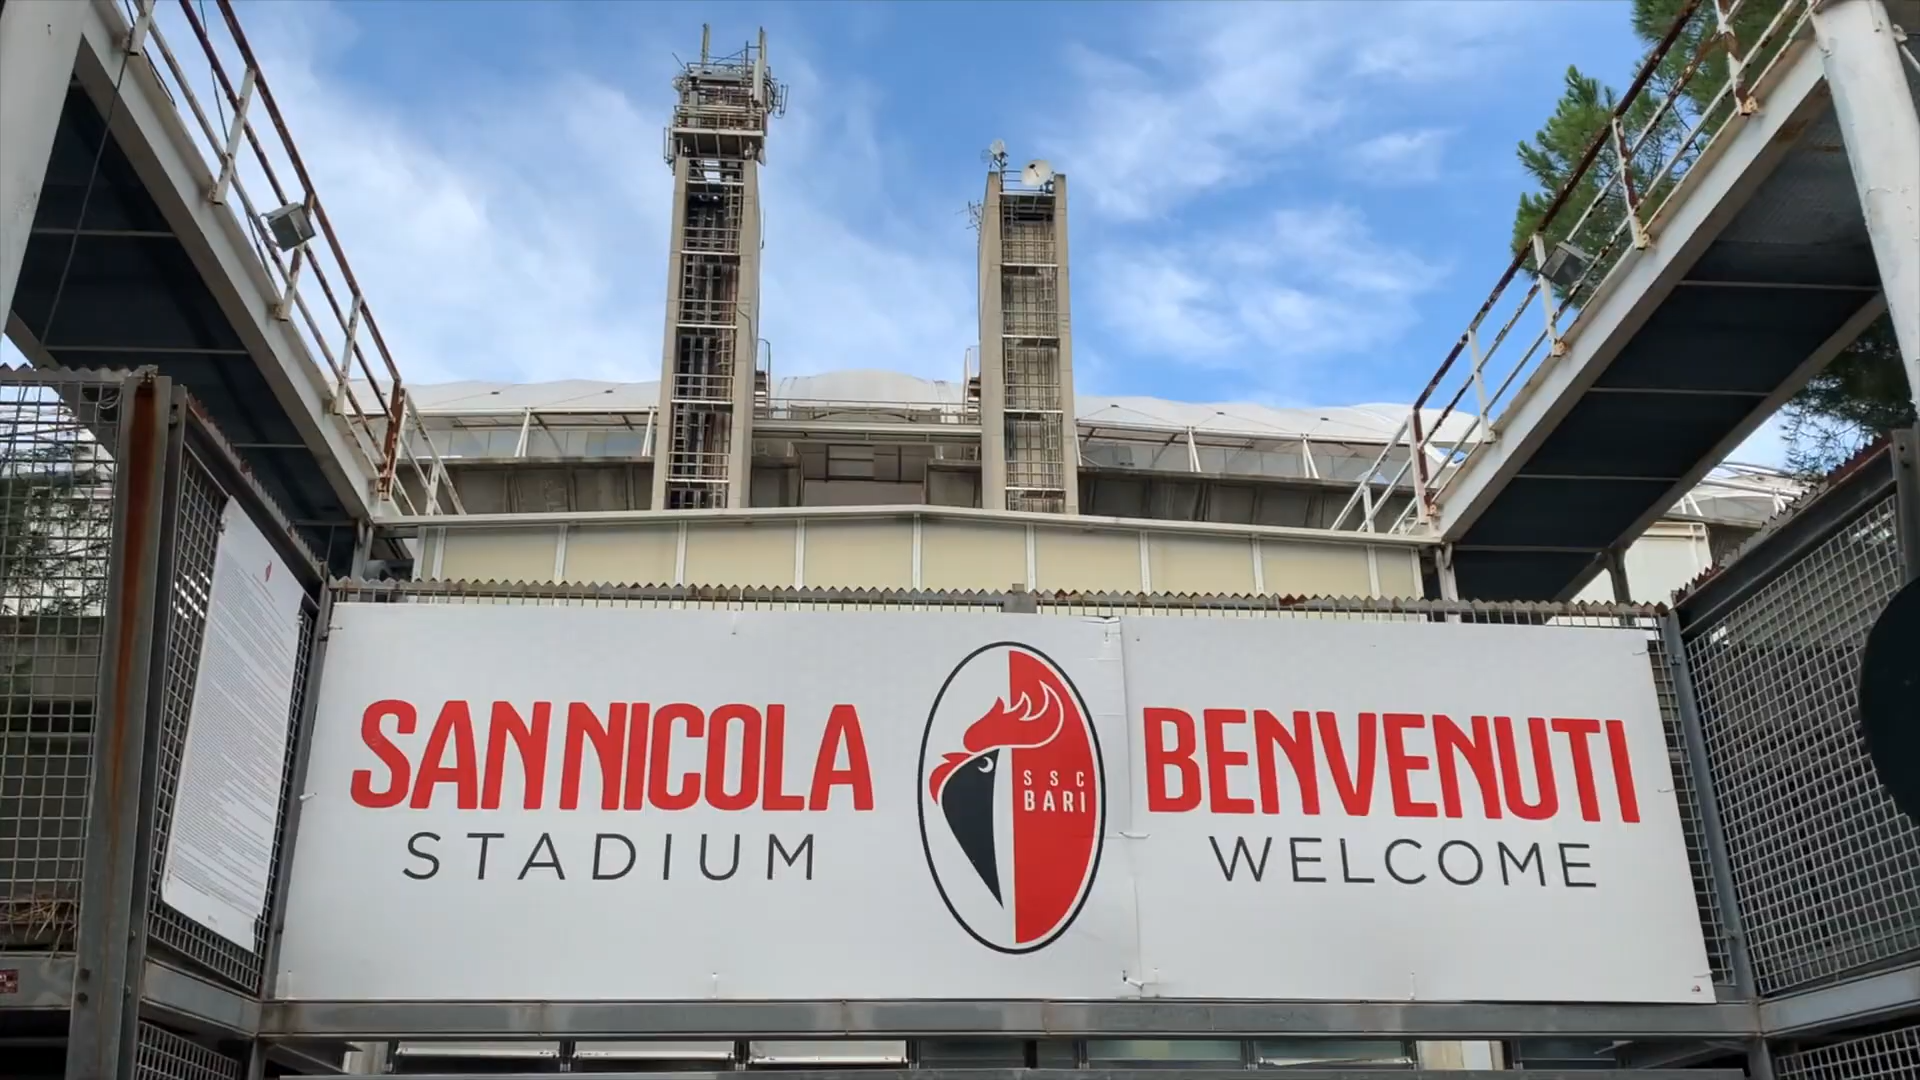 SAN NICOLA
STADIUM
SSC
BARI
BENVENUTI
WELCOME